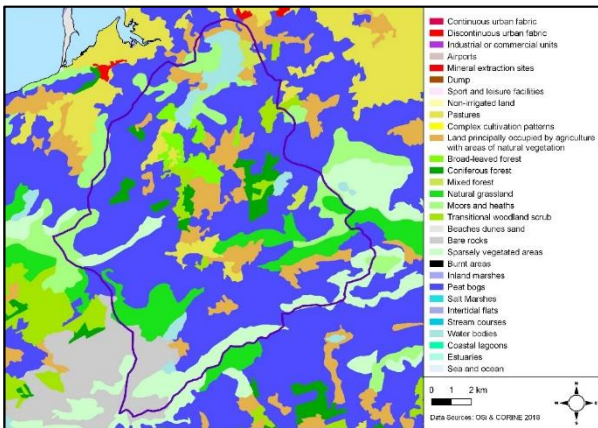 Continuous urban fabric
Discontinuous urban fabric
Industrial or commercial units
Airports
Mineral extraction sites
Dump
Sport and leisure facilities
Non-irrigated land
Pastures
Complex cultivation patterns
Land principally occupied by agriculture
with areas of natural vegetation
Broad-leaved forest
Coniferous forest
Mixed forest
Natural grassland
Moors and heaths
Transitional woodland scrub
Beaches dunes sand
Bare rocks
Sparsely vegetated areas
Burnt areas
Inland marshes
Peat bogs
Salt Marshes
Intertidal flats
Stream courses
Water bodies
Coastal lagoons
Estuaries
Sea and ocean
0 1 2 km
Data Sources: OSi & CORINE 2018